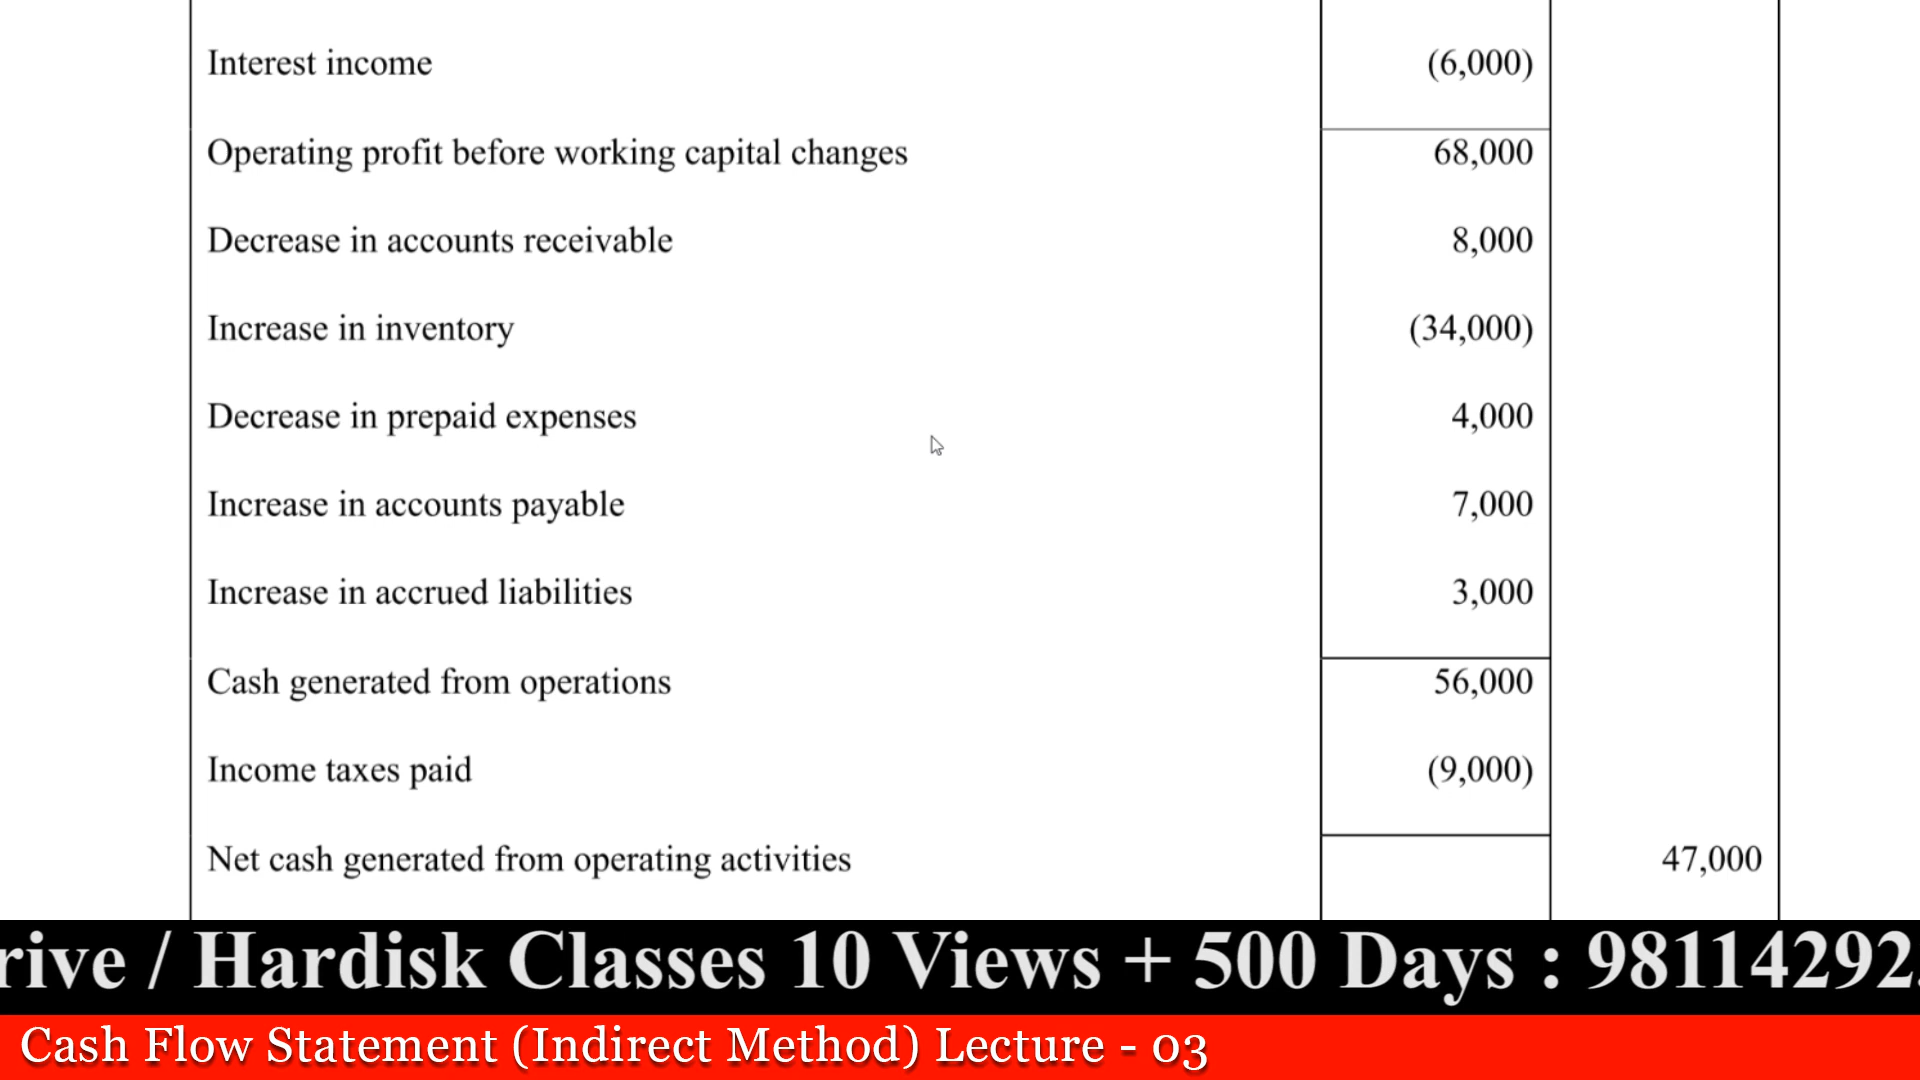 Interest income (6,000)
Operating profit before working capital changes 68,000
Decrease in accounts receivable 8,000
Increase in inventory (34,000)
Decrease in prepaid expenses 4,000
Increase in accounts payable 7,000
Increase in accrued liabilities 3,000
Cash generated from operations 56,000
Income taxes paid (9,000)
Net cash generated from operating activities 47,000
/ Hardisk Classes 10 Views + 500 Days : 98114292
Cash Flow Statement (Indirect Method) Lecture - 03